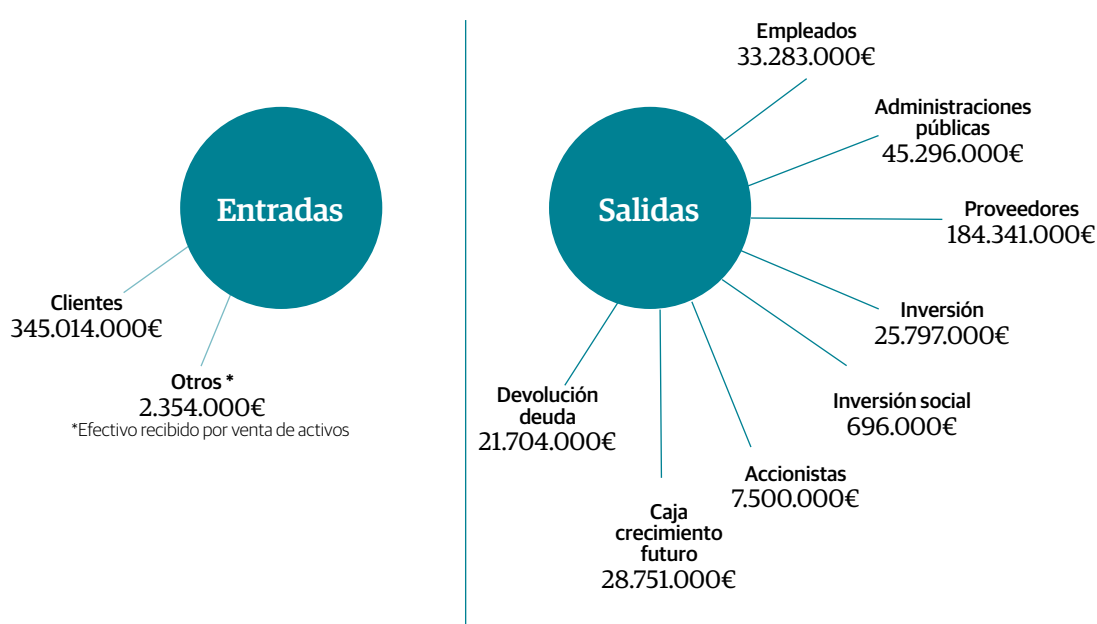 Entradas
Clientes
345.014.000€
Otros *
2.354.000€
*Efectivo recibido por venta de activos
Salidas
Empleados
33.283.000€
Administraciones
públicas
45.296.000€
Proveedores
184.341.000€
Inversión
25.797.000€
Inversión social
696.000€
Accionistas
7.500.000€
Caja
crecimiento
futuro
28.751.000€
Devolución
deuda
21.704.000€